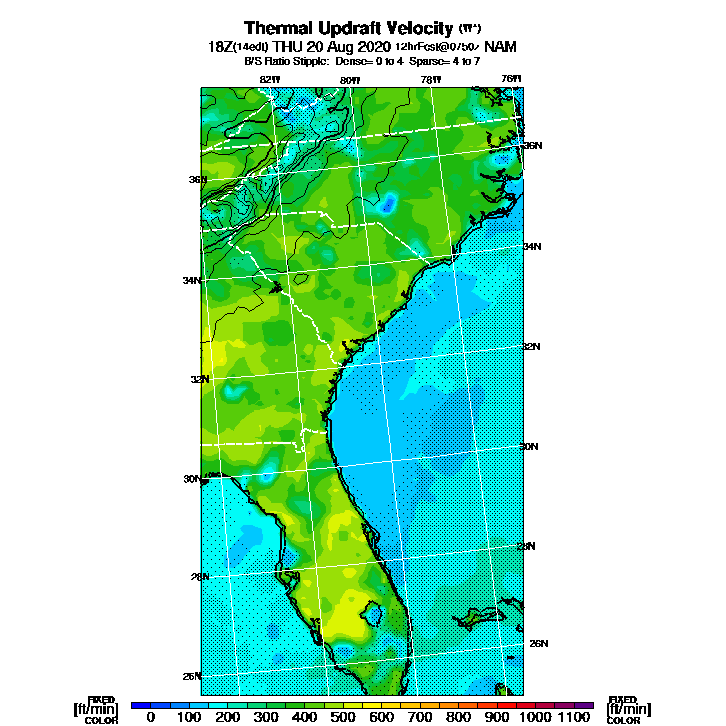 Thermal Updraft Velocity (W*)
18Z(14edt) THU 20 Aug 2020 12hrFcst@0750z NAM
B/S Ratio Stipple: Dense= 0 to 4 Sparse= 4 to 7
82W 80W 78W 76W
36N
36N
34N
34N
32N
32N
30N
30N
28N
28N
26N
26N
FIXED
[ft/min]
COLOR
0 100 200 300 400 500 600 700 800 900 1000 1100
FIXED
[ft/min]
COLOR